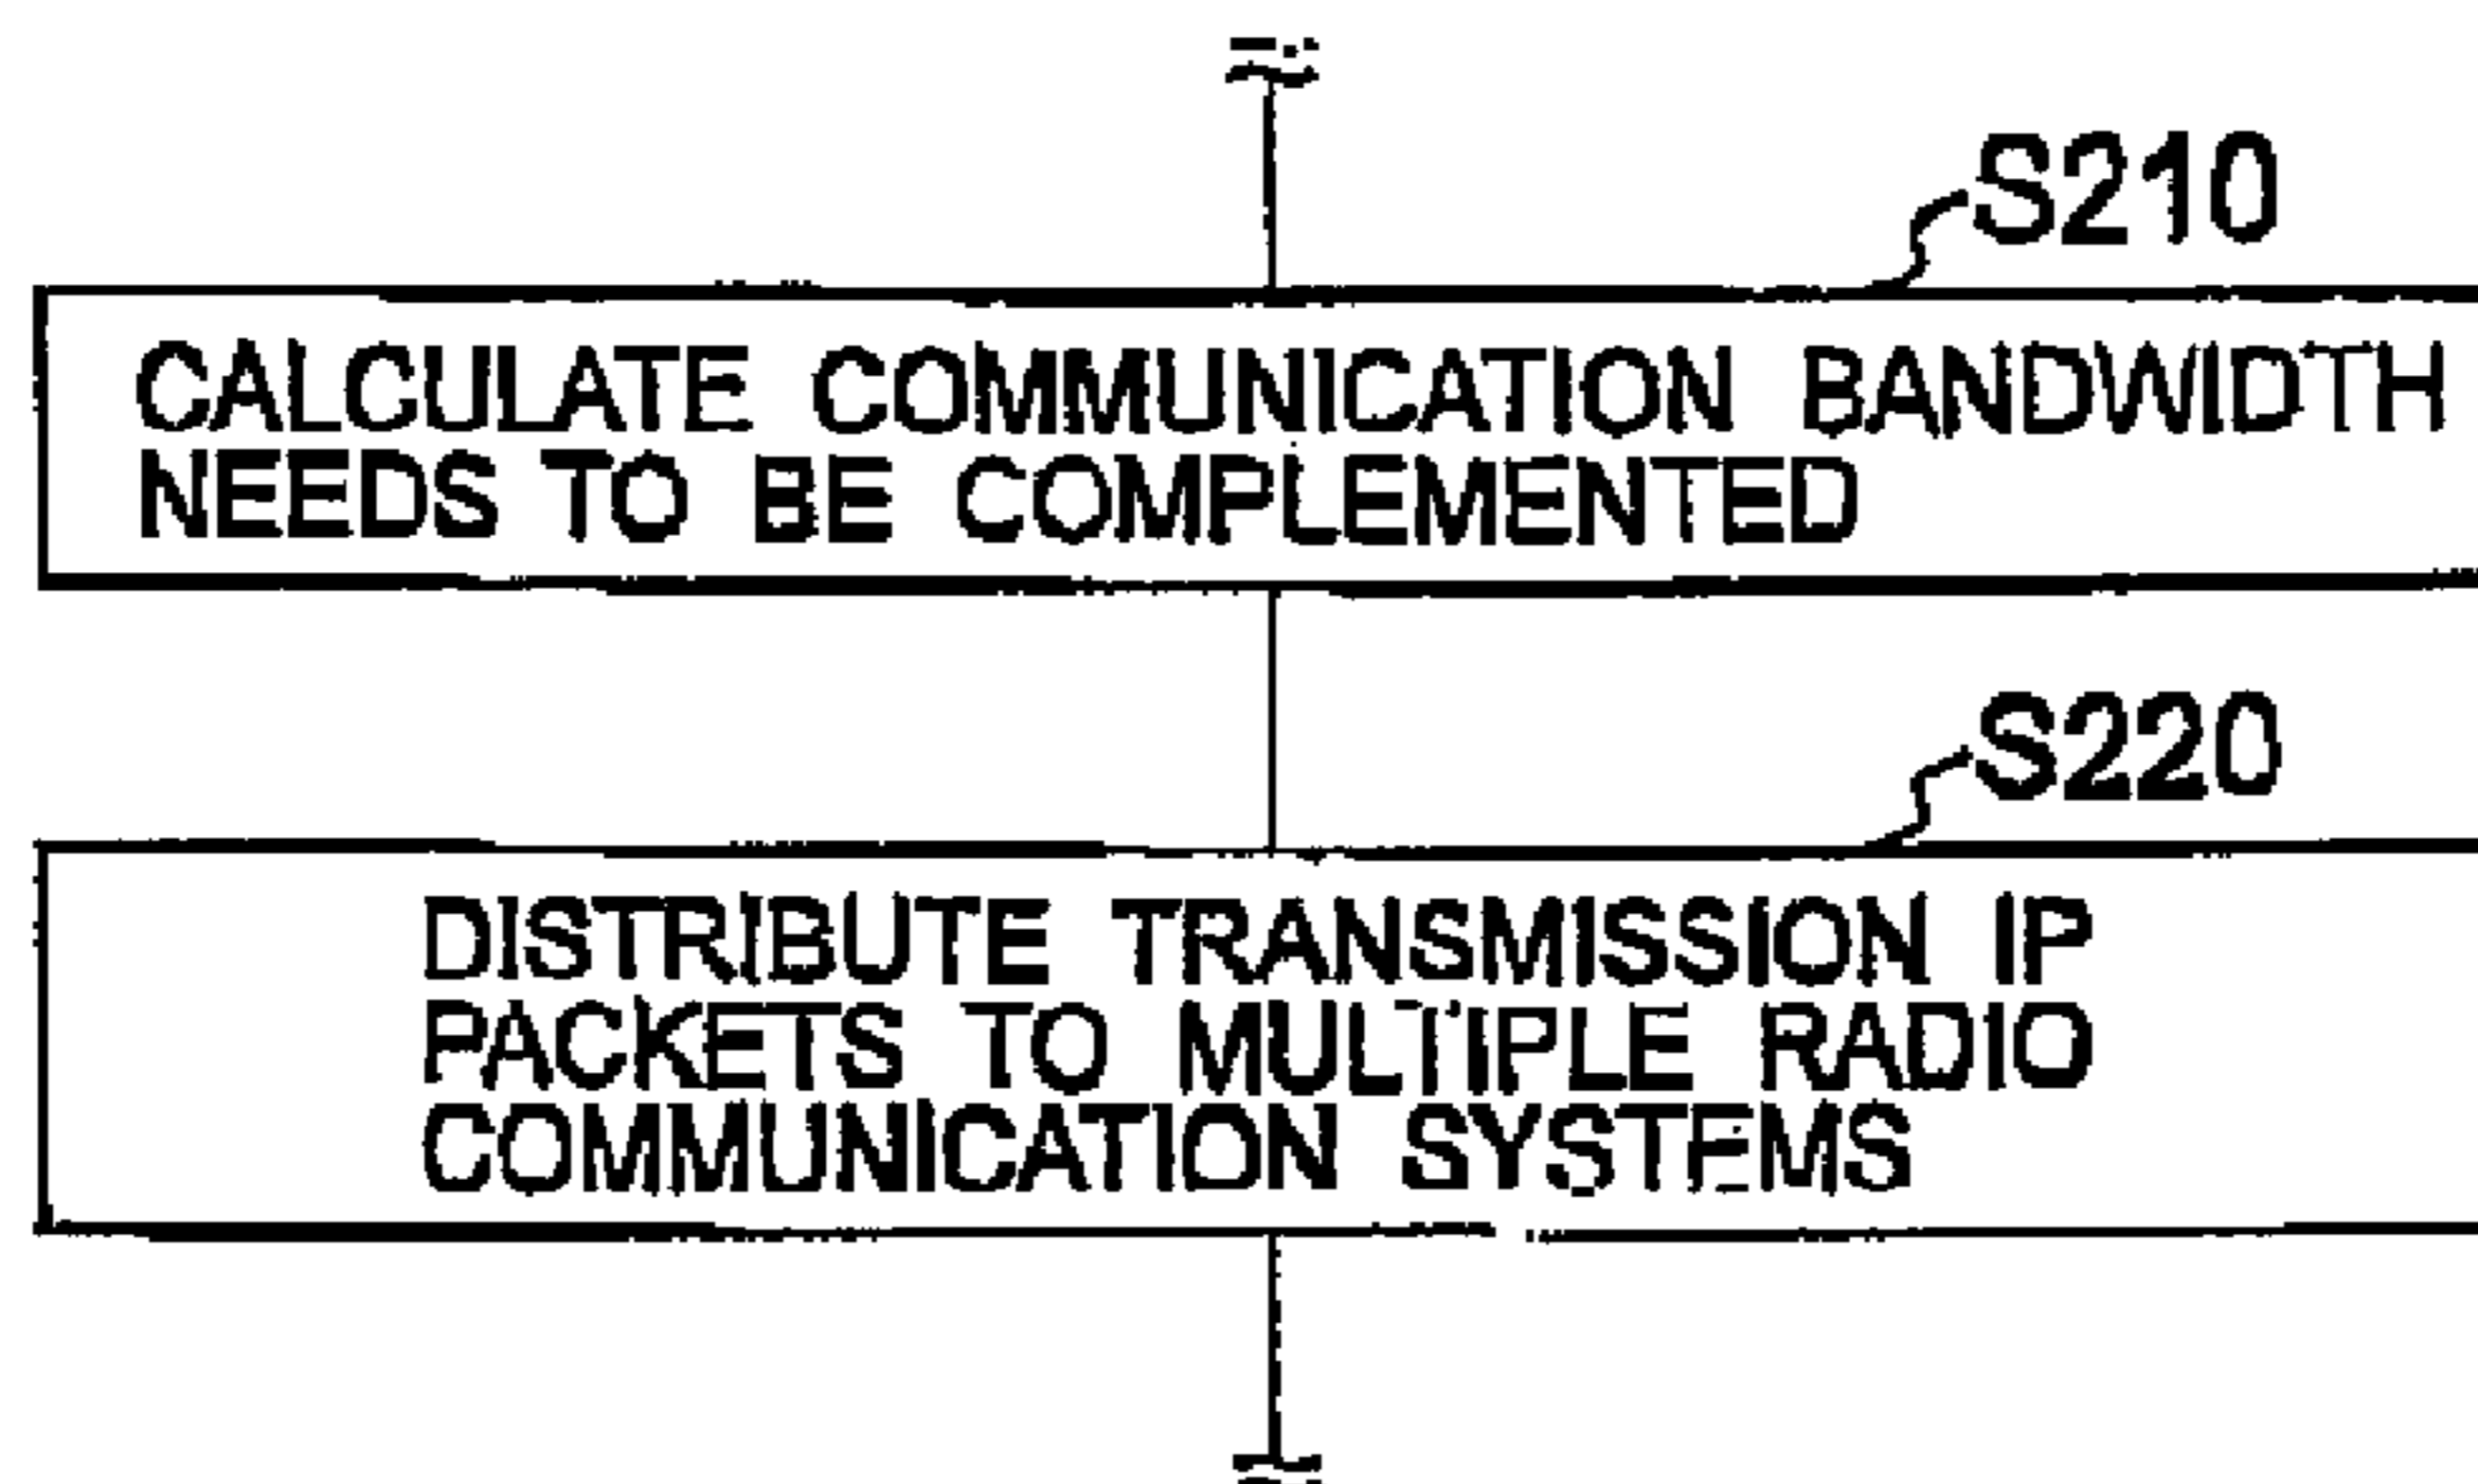 S210
CALCULATE COMMUNICATION BANDWIDTH
NEEDS TO BE COMPLEMENTED
S220
DISTRIBUTE TRANSMISSION IP
PACKETS TO MULTIPLE RADIO
COMMUNICATION SYSTEMS